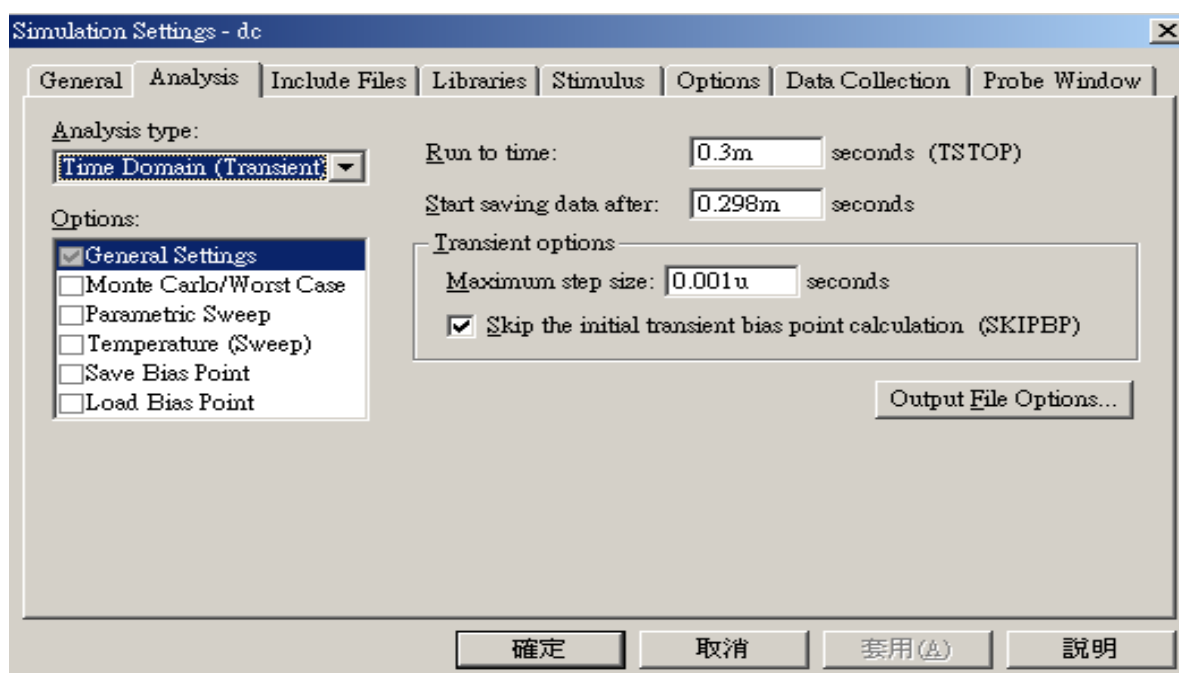 Simulation Settings - dc
General Analysis Include Files Libraries Stimulus Options Data Collection Probe Window
Analysis type:
Time Domain (Transient)
Options:
General Settings
Monte Carlo/Worst Case
Parametric Sweep
Temperature (Sweep)
Save Bias Point
Load Bias Point
Run to time: 0.3m seconds (TSTOP)
Start saving data after: 0.298m seconds
Transient options
Maximum step size: 0.001u seconds
Skip the initial transient bias point calculation (SKIPBP)
Output File Options...
確定 取消 套用(A) 說明